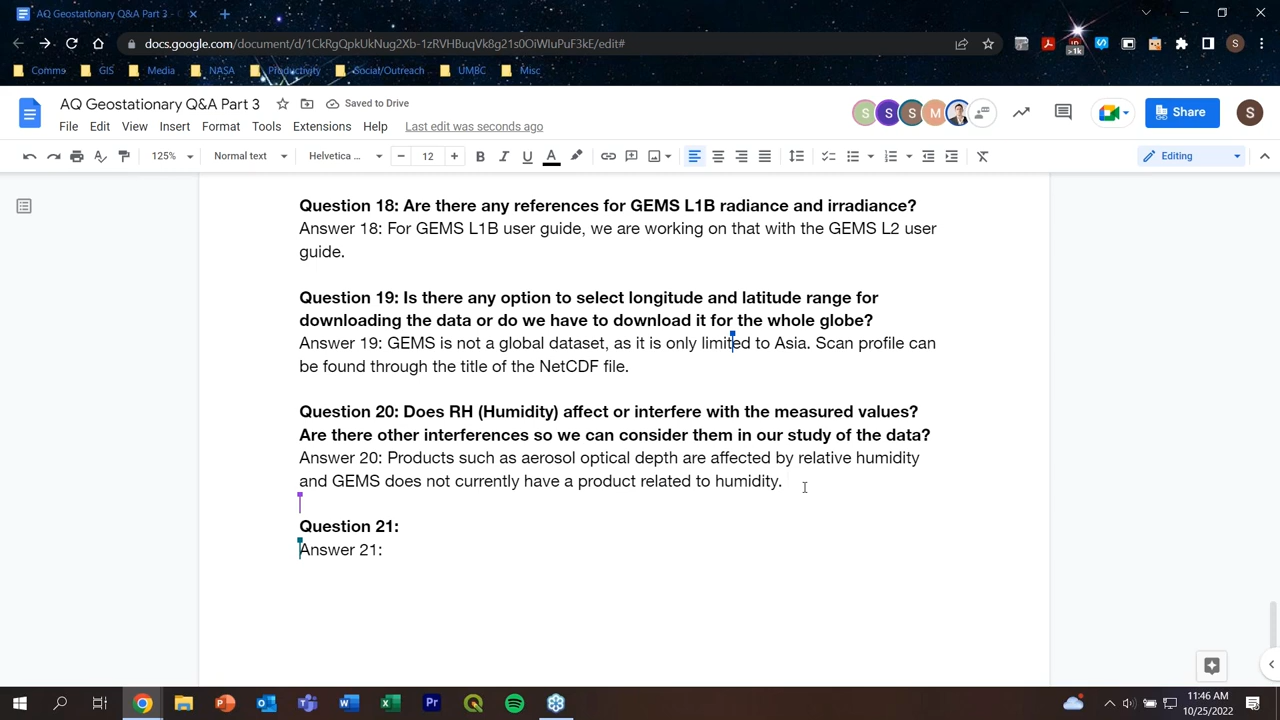 AQ Geostationary Q&A Part 3 -
docs.google.com/document/d/1CkRgQpkUkNug2Xb-1zRVHBuqVk8g21s0OiWIuPuF3kE/edit#
>1k
S
Comms GIS Media NASA Productivity Social/Outreach UMBC Misc
AQ Geostationary Q&A Part 3 Saved to Drive
S S S M Share S
File Edit View Insert Format Tools Extensions Help Last edit was seconds ago
125% Normal text Helvetica ... 12 B I U A Editing
Question 18: Are there any references for GEMS L1B radiance and irradiance?
Answer 18: For GEMS L1B user guide, we are working on that with the GEMS L2 user
guide.
Question 19: Is there any option to select longitude and latitude range for
downloading the data or do we have to download it for the whole globe?
Answer 19: GEMS is not a global dataset, as it is only limited to Asia. Scan profile can
be found through the title of the NetCDF file.
Question 20: Does RH (Humidity) affect or interfere with the measured values?
Are there other interferences so we can consider them in our study of the data?
Answer 20: Products such as aerosol optical depth are affected by relative humidity
and GEMS does not currently have a product related to humidity.
Question 21:
Answer 21:
11:46 AM
10/25/2022